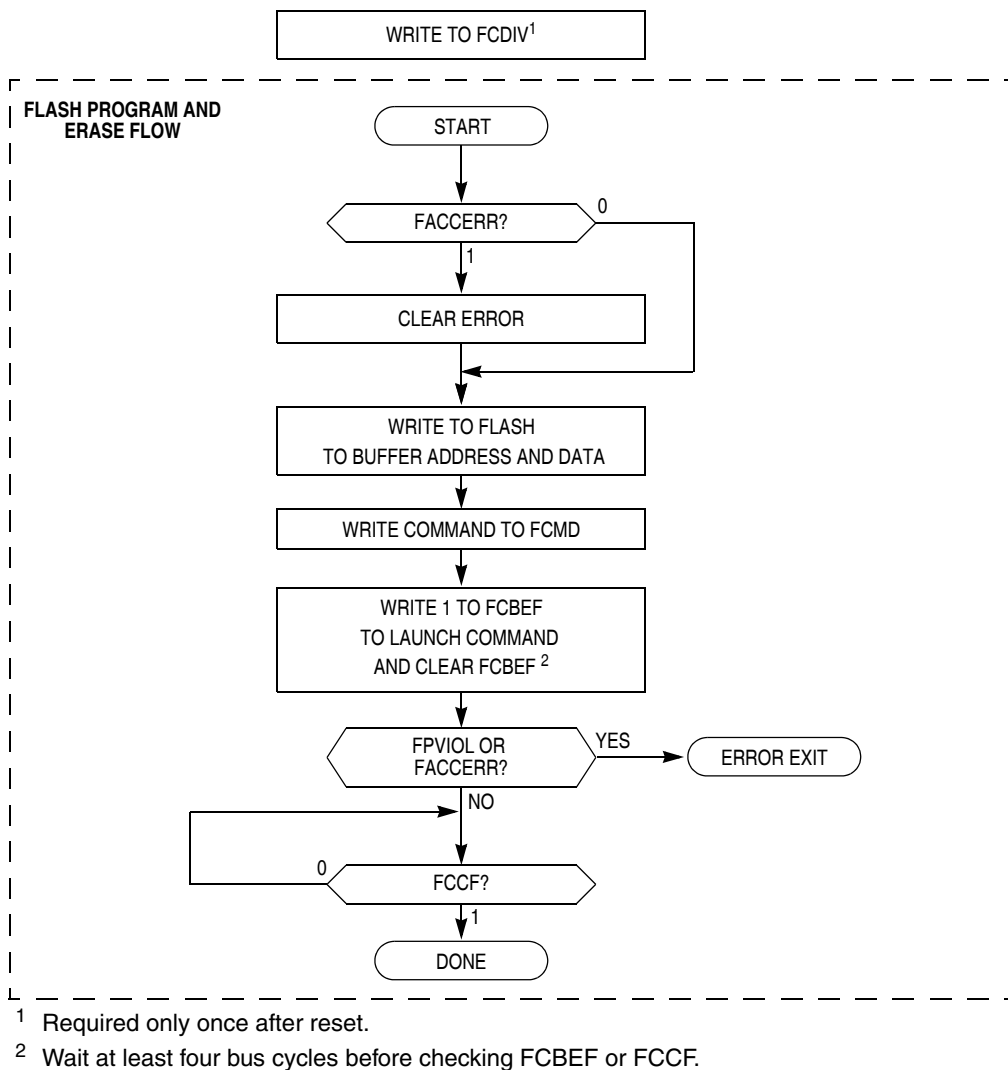 WRITE TO FCDIV1
FLASH PROGRAM AND
ERASE FLOW
START
FACCERR?
0
1
CLEAR ERROR
WRITE TO FLASH
TO BUFFER ADDRESS AND DATA
WRITE COMMAND TO FCMD
WRITE 1 TO FCBEF
TO LAUNCH COMMAND
AND CLEAR FCBEF 2
FPVIOL OR
FACCERR?
YES
ERROR EXIT
NO
0
FCCF?
1
DONE
1 Required only once after reset.
2 Wait at least four bus cycles before checking FCBEF or FCCF.